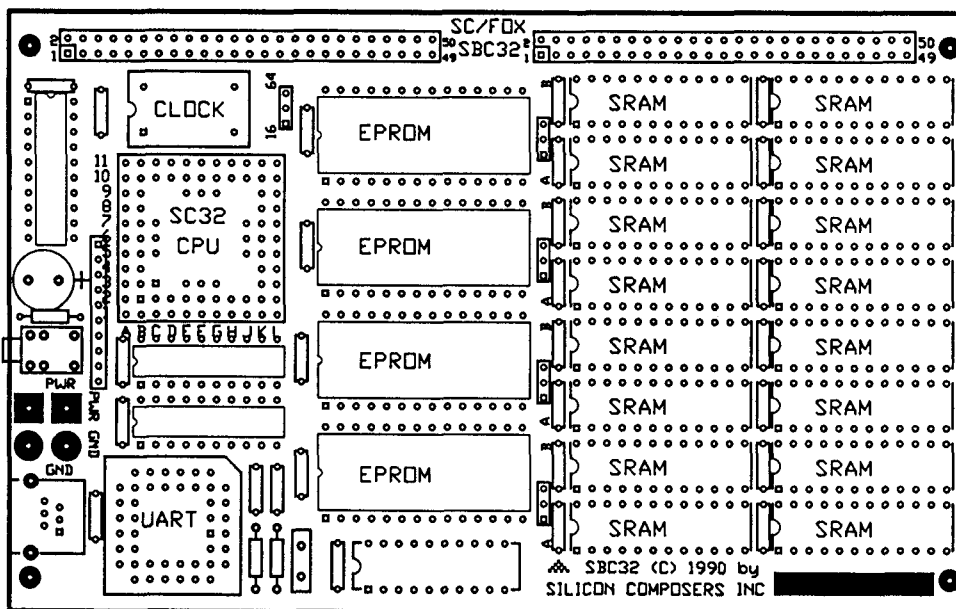 SC/FOX
SBC32
2
1
50
49
2
1
50
49
CLOCK
64
16
EPROM
B
SRAM
SRAM
A
SRAM
SRAM
11
10
9
8
7
SC32
CPU
EPROM
B
SRAM
SRAM
A
SRAM
SRAM
+
A B C D E E G H J K L
EPROM
B
SRAM
SRAM
A
SRAM
SRAM
PWR
PWR GND
GND
EPROM
B
SRAM
SRAM
A
SRAM
SRAM
UART
SBC32 (C) 1990 by
SILICON COMPOSERS INC